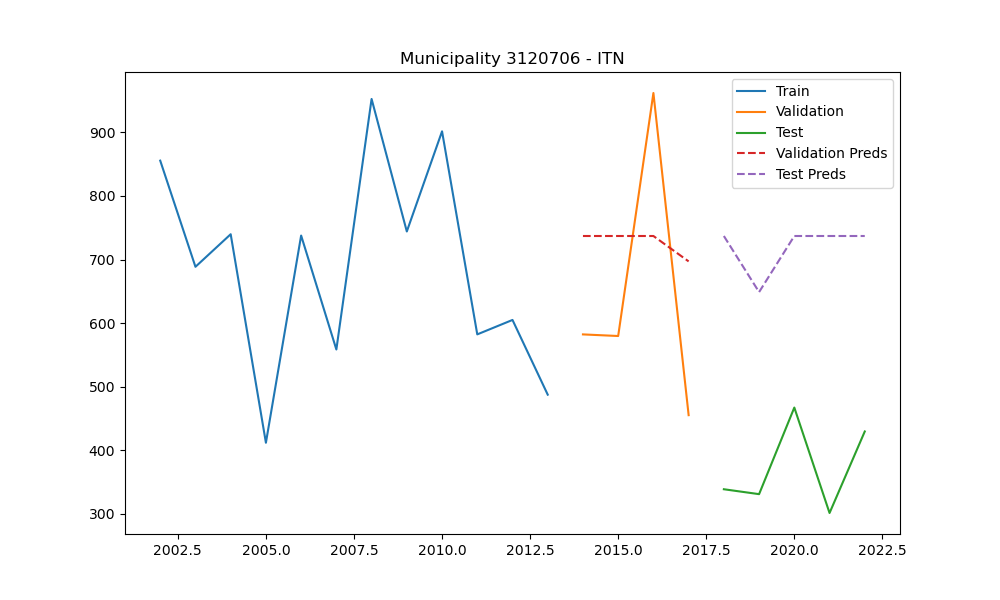 Municipality 3120706 - ITN
Train
Validation
Test
Validation Preds
Test Preds
900
800
700
600
500
400
300
2002.5 2005.0 2007.5 2010.0 2012.5 2015.0 2017.5 2020.0 2022.5